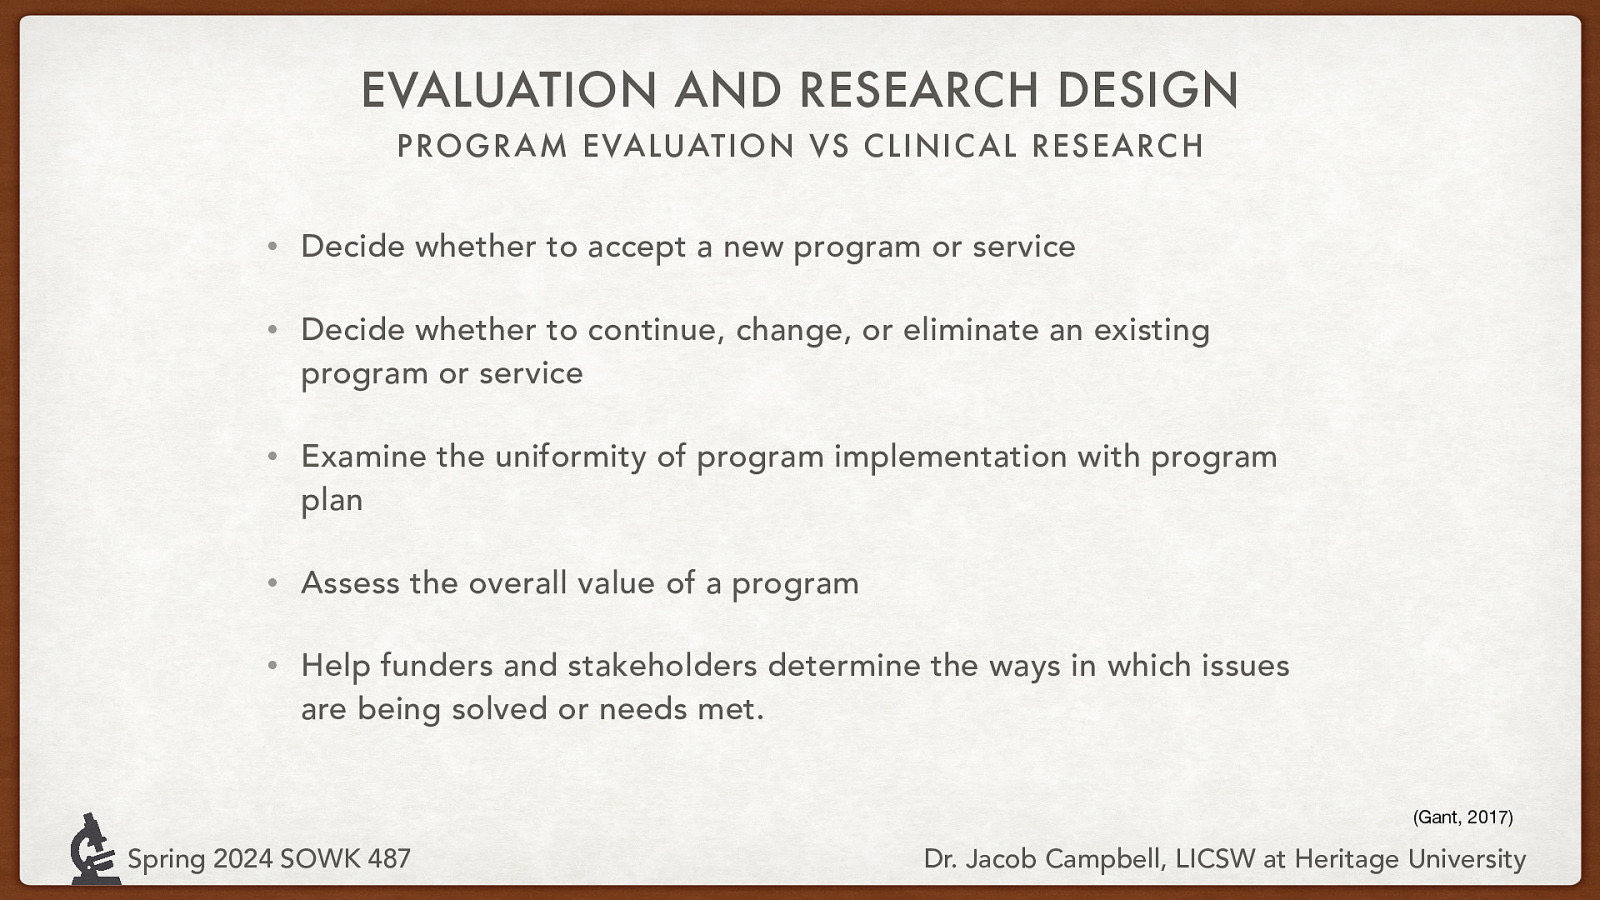 EVALUATION AND RESEARCH DESIGN
PROGRAM EVALUATION VS CLINICAL RESEARCH
• Decide whether to accept a new program or service
• Decide whether to continue, change, or eliminate an existing
program or service
• Examine the uniformity of program implementation with program
plan
• Assess the overall value of a program
• Help funders and stakeholders determine the ways in which issues
are being solved or needs met.
(Gant, 2017)
Spring 2024 SOWK 487
Dr. Jacob Campbell, LICSW at Heritage University